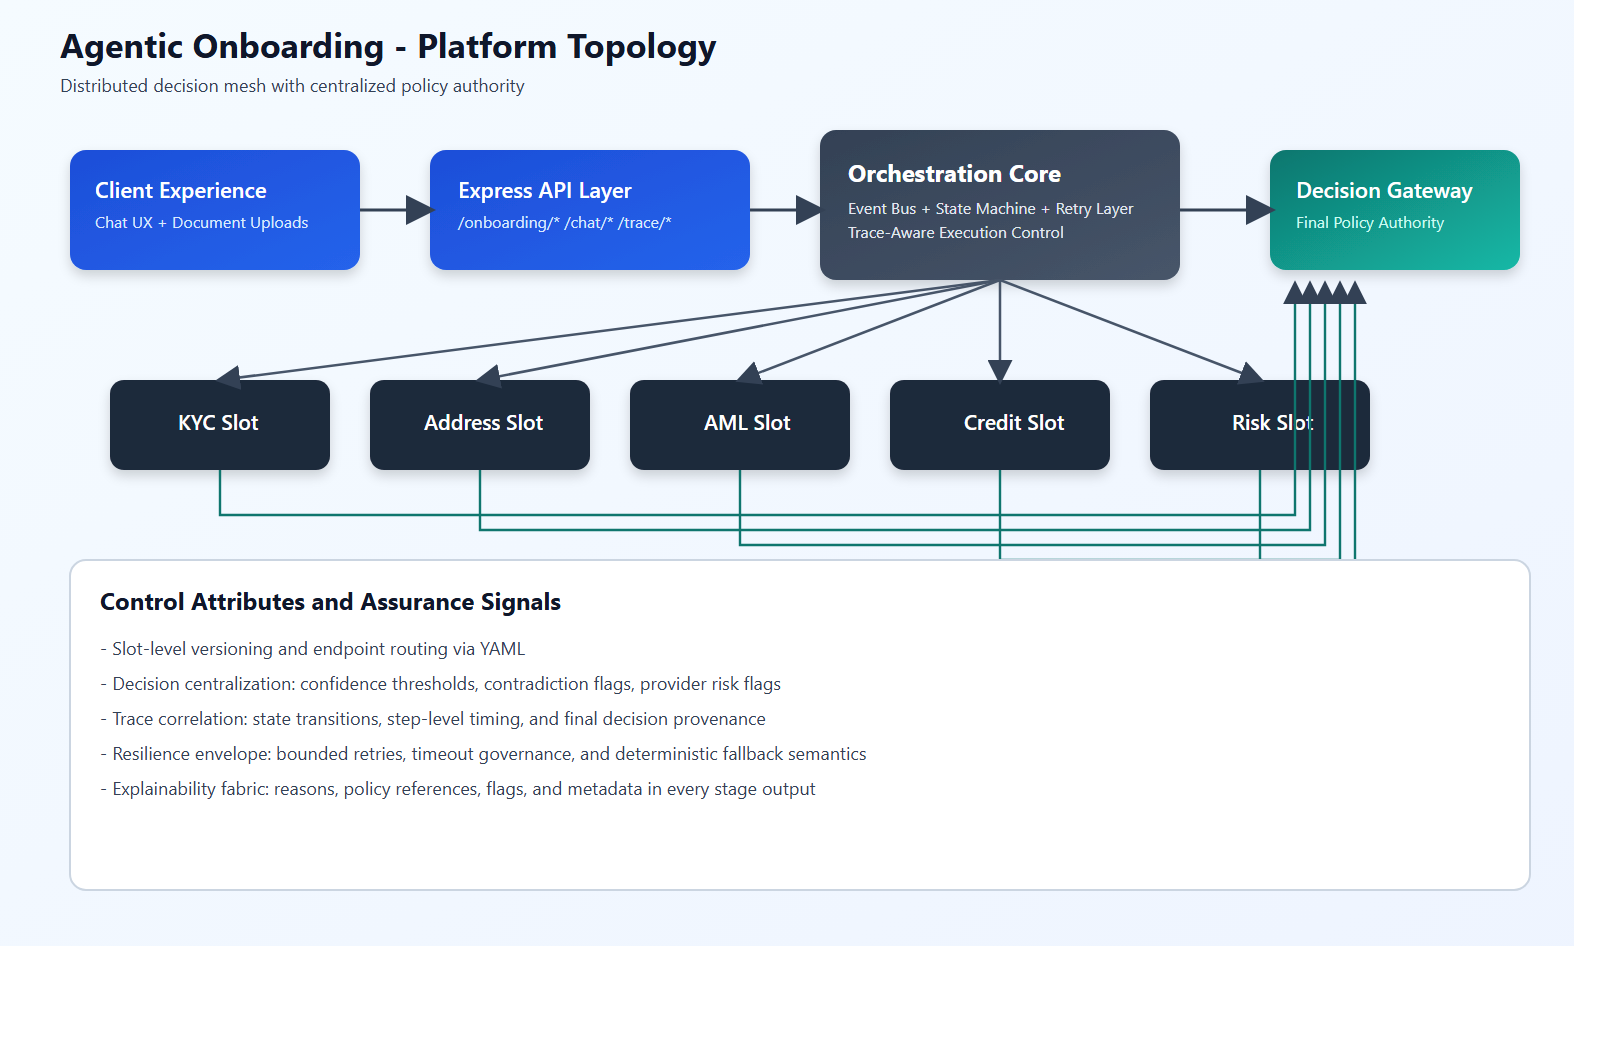 Agentic Onboarding - Platform Topology
Distributed decision mesh with centralized policy authority
Client Experience
Chat UX + Document Uploads
Express API Layer
/onboarding/* /chat/* /trace/*
Orchestration Core
Event Bus + State Machine + Retry Layer
Trace-Aware Execution Control
Decision Gateway
Final Policy Authority
KYC Slot
Address Slot
AML Slot
Credit Slot
Risk Slot
Control Attributes and Assurance Signals
- Slot-level versioning and endpoint routing via YAML
- Decision centralization: confidence thresholds, contradiction flags, provider risk flags
- Trace correlation: state transitions, step-level timing, and final decision provenance
- Resilience envelope: bounded retries, timeout governance, and deterministic fallback semantics
- Explainability fabric: reasons, policy references, flags, and metadata in every stage output